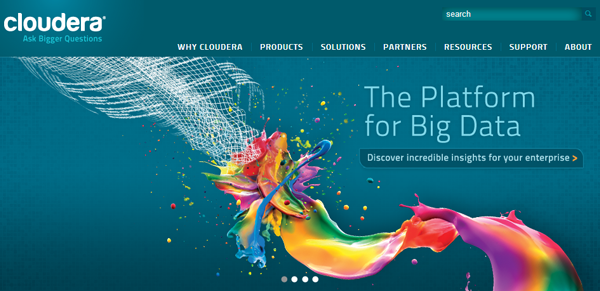 cloudera®
Ask Bigger Questions
search
WHY CLOUDERA PRODUCTS SOLUTIONS PARTNERS RESOURCES SUPPORT ABOUT
The Platform
for Big Data
Discover incredible insights for your enterprise >